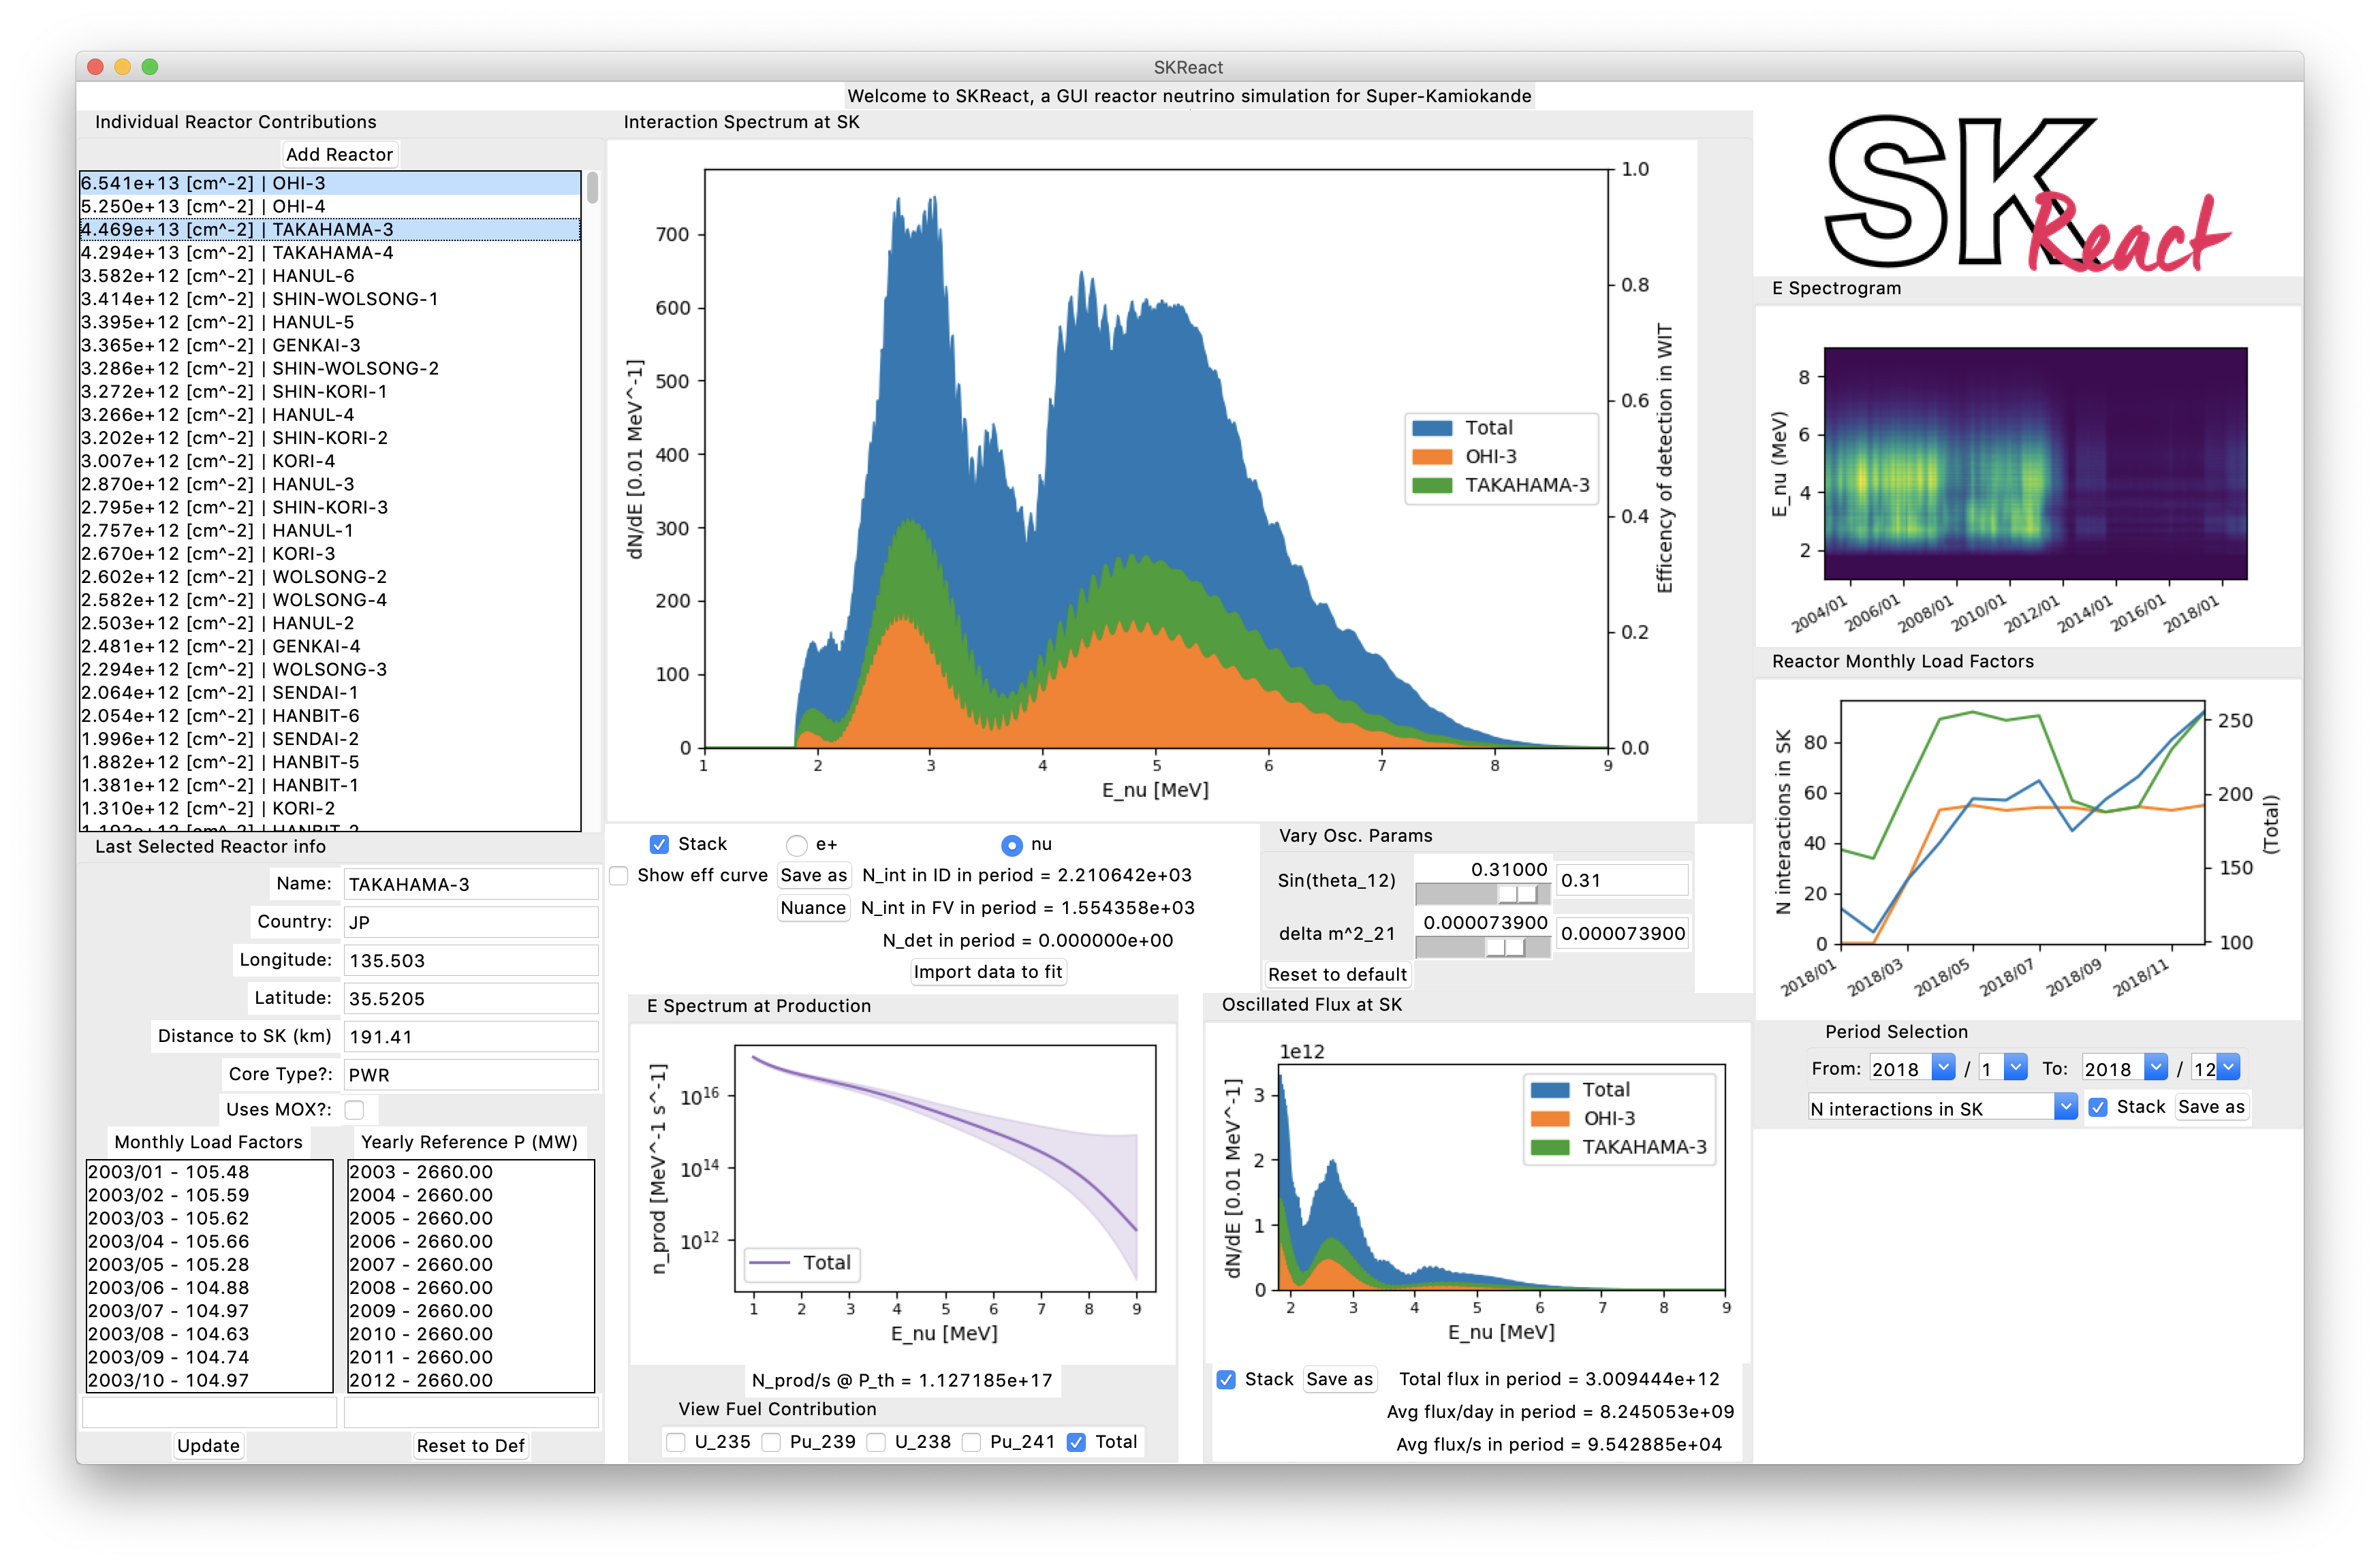 SKReact
Welcome to SKReact, a GUI reactor neutrino simulation for Super-Kamiokande
Individual Reactor Contributions
Add Reactor
6.541e+13 [cm^-2] | OHI-3
5.250e+13 [cm^-2] | OHI-4
4.469e+13 [cm^-2] | TAKAHAMA-3
4.294e+13 [cm^-2] | TAKAHAMA-4
3.582e+12 [cm^-2] | HANUL-6
3.414e+12 [cm^-2] | SHIN-WOLSONG-1
3.395e+12 [cm^-2] | HANUL-5
3.365e+12 [cm^-2] | GENKAI-3
3.286e+12 [cm^-2] | SHIN-WOLSONG-2
3.272e+12 [cm^-2] | SHIN-KORI-1
3.266e+12 [cm^-2] | HANUL-4
3.202e+12 [cm^-2] | SHIN-KORI-2
3.007e+12 [cm^-2] | KORI-4
2.870e+12 [cm^-2] | HANUL-3
2.795e+12 [cm^-2] | SHIN-KORI-3
2.757e+12 [cm^-2] | HANUL-1
2.670e+12 [cm^-2] | KORI-3
2.602e+12 [cm^-2] | WOLSONG-2
2.582e+12 [cm^-2] | WOLSONG-4
2.503e+12 [cm^-2] | HANUL-2
2.481e+12 [cm^-2] | GENKAI-4
2.294e+12 [cm^-2] | WOLSONG-3
2.064e+12 [cm^-2] | SENDAI-1
2.054e+12 [cm^-2] | HANBIT-6
1.996e+12 [cm^-2] | SENDAI-2
1.882e+12 [cm^-2] | HANBIT-5
1.381e+12 [cm^-2] | HANBIT-1
1.310e+12 [cm^-2] | KORI-2
Last Selected Reactor info
Name: TAKAHAMA-3
Country: JP
Longitude: 135.503
Latitude: 35.5205
Distance to SK (km) 191.41
Core Type?: PWR
Uses MOX?:
Monthly Load Factors
2003/01 - 105.48
2003/02 - 105.59
2003/03 - 105.62
2003/04 - 105.66
2003/05 - 105.28
2003/06 - 104.88
2003/07 - 104.97
2003/08 - 104.63
2003/09 - 104.74
2003/10 - 104.97
Update
Yearly Reference P (MW)
2003 - 2660.00
2004 - 2660.00
2005 - 2660.00
2006 - 2660.00
2007 - 2660.00
2008 - 2660.00
2009 - 2660.00
2010 - 2660.00
2011 - 2660.00
2012 - 2660.00
Reset to Def
Interaction Spectrum at SK
dN/dE [0.01 MeV^-1]
700
600
500
400
300
200
100
0
1 2 3 4 5 6 7 8 9
E_nu [MeV]
1.0
0.8
0.6
0.4
0.2
0.0
Efficency of detection in WIT
Total
OHI-3
TAKAHAMA-3
Stack e+ nu
Show eff curve Save as N_int in ID in period = 2.210642e+03
Nuance N_int in FV in period = 1.554358e+03
N_det in period = 0.000000e+00
Import data to fit
Vary Osc. Params
Sin(theta_12) 0.31000 0.31
delta m^2_21 0.000073900 0.000073900
Reset to default
E Spectrum at Production
n_prod [MeV^-1 s^-1]
10^16
10^14
10^12
Total
1 2 3 4 5 6 7 8 9
E_nu [MeV]
N_prod/s @ P_th = 1.127185e+17
View Fuel Contribution
U_235 Pu_239 U_238 Pu_241 Total
Oscillated Flux at SK
1e12
dN/dE [0.01 MeV^-1]
3
2
1
0
Total
OHI-3
TAKAHAMA-3
2 3 4 5 6 7 8 9
E_nu [MeV]
Stack Save as Total flux in period = 3.009444e+12
Avg flux/day in period = 8.245053e+09
Avg flux/s in period = 9.542885e+04
SK
React
E Spectrogram
E_nu (MeV)
8
6
4
2
2004/01 2006/01 2008/01 2010/01 2012/01 2014/01 2016/01 2018/01
Reactor Monthly Load Factors
N interactions in SK
80
60
40
20
0
250
200
150
100
(Total)
2018/01 2018/03 2018/05 2018/07 2018/09 2018/11
Period Selection
From: 2018 / 1 To: 2018 / 12
N interactions in SK Stack Save as